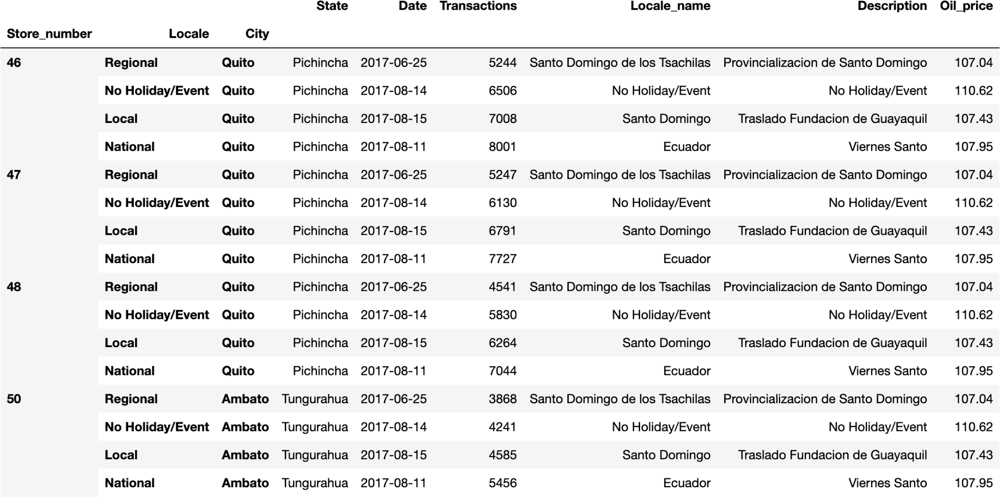 State Date Transactions Locale_name Description Oil_price
Store_number Locale City
46 Regional Quito Pichincha 2017-06-25 5244 Santo Domingo de los Tsachilas Provincializacion de Santo Domingo 107.04
No Holiday/Event Quito Pichincha 2017-08-14 6506 No Holiday/Event No Holiday/Event 110.62
Local Quito Pichincha 2017-08-15 7008 Santo Domingo Traslado Fundacion de Guayaquil 107.43
National Quito Pichincha 2017-08-11 8001 Ecuador Viernes Santo 107.95
47 Regional Quito Pichincha 2017-06-25 5247 Santo Domingo de los Tsachilas Provincializacion de Santo Domingo 107.04
No Holiday/Event Quito Pichincha 2017-08-14 6130 No Holiday/Event No Holiday/Event 110.62
Local Quito Pichincha 2017-08-15 6791 Santo Domingo Traslado Fundacion de Guayaquil 107.43
National Quito Pichincha 2017-08-11 7727 Ecuador Viernes Santo 107.95
48 Regional Quito Pichincha 2017-06-25 4541 Santo Domingo de los Tsachilas Provincializacion de Santo Domingo 107.04
No Holiday/Event Quito Pichincha 2017-08-14 5830 No Holiday/Event No Holiday/Event 110.62
Local Quito Pichincha 2017-08-15 6264 Santo Domingo Traslado Fundacion de Guayaquil 107.43
National Quito Pichincha 2017-08-11 7044 Ecuador Viernes Santo 107.95
50 Regional Ambato Tungurahua 2017-06-25 3868 Santo Domingo de los Tsachilas Provincializacion de Santo Domingo 107.04
No Holiday/Event Ambato Tungurahua 2017-08-14 4241 No Holiday/Event No Holiday/Event 110.62
Local Ambato Tungurahua 2017-08-15 4585 Santo Domingo Traslado Fundacion de Guayaquil 107.43
National Ambato Tungurahua 2017-08-11 5456 Ecuador Viernes Santo 107.95